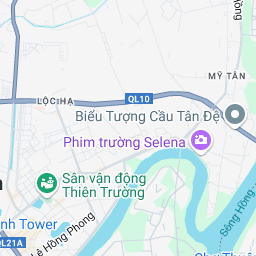 MỸ TÂN
LỘC HẠ
QL10
Biểu Tượng Cầu Tân Đệ
Phim trường Selena
Sân vận động
Thiên Trường
Sông Hồng
nh Tower
Lê Hồng Phong
QL21A